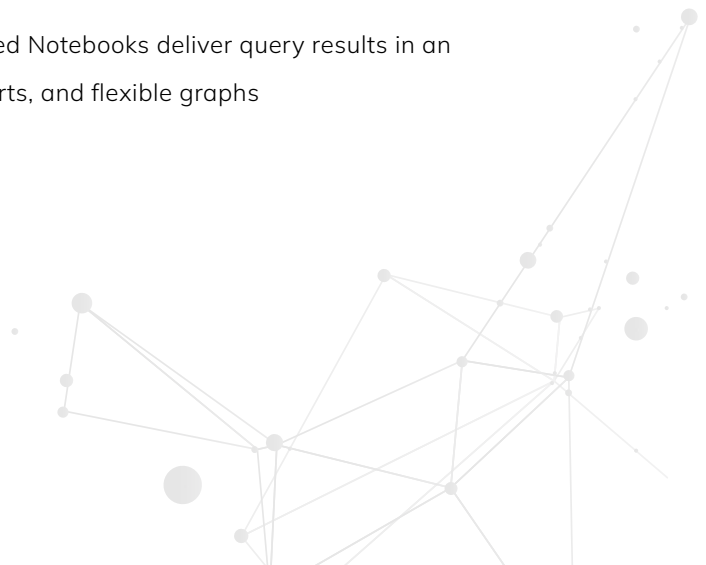 ed Notebooks deliver query results in an
rts, and flexible graphs